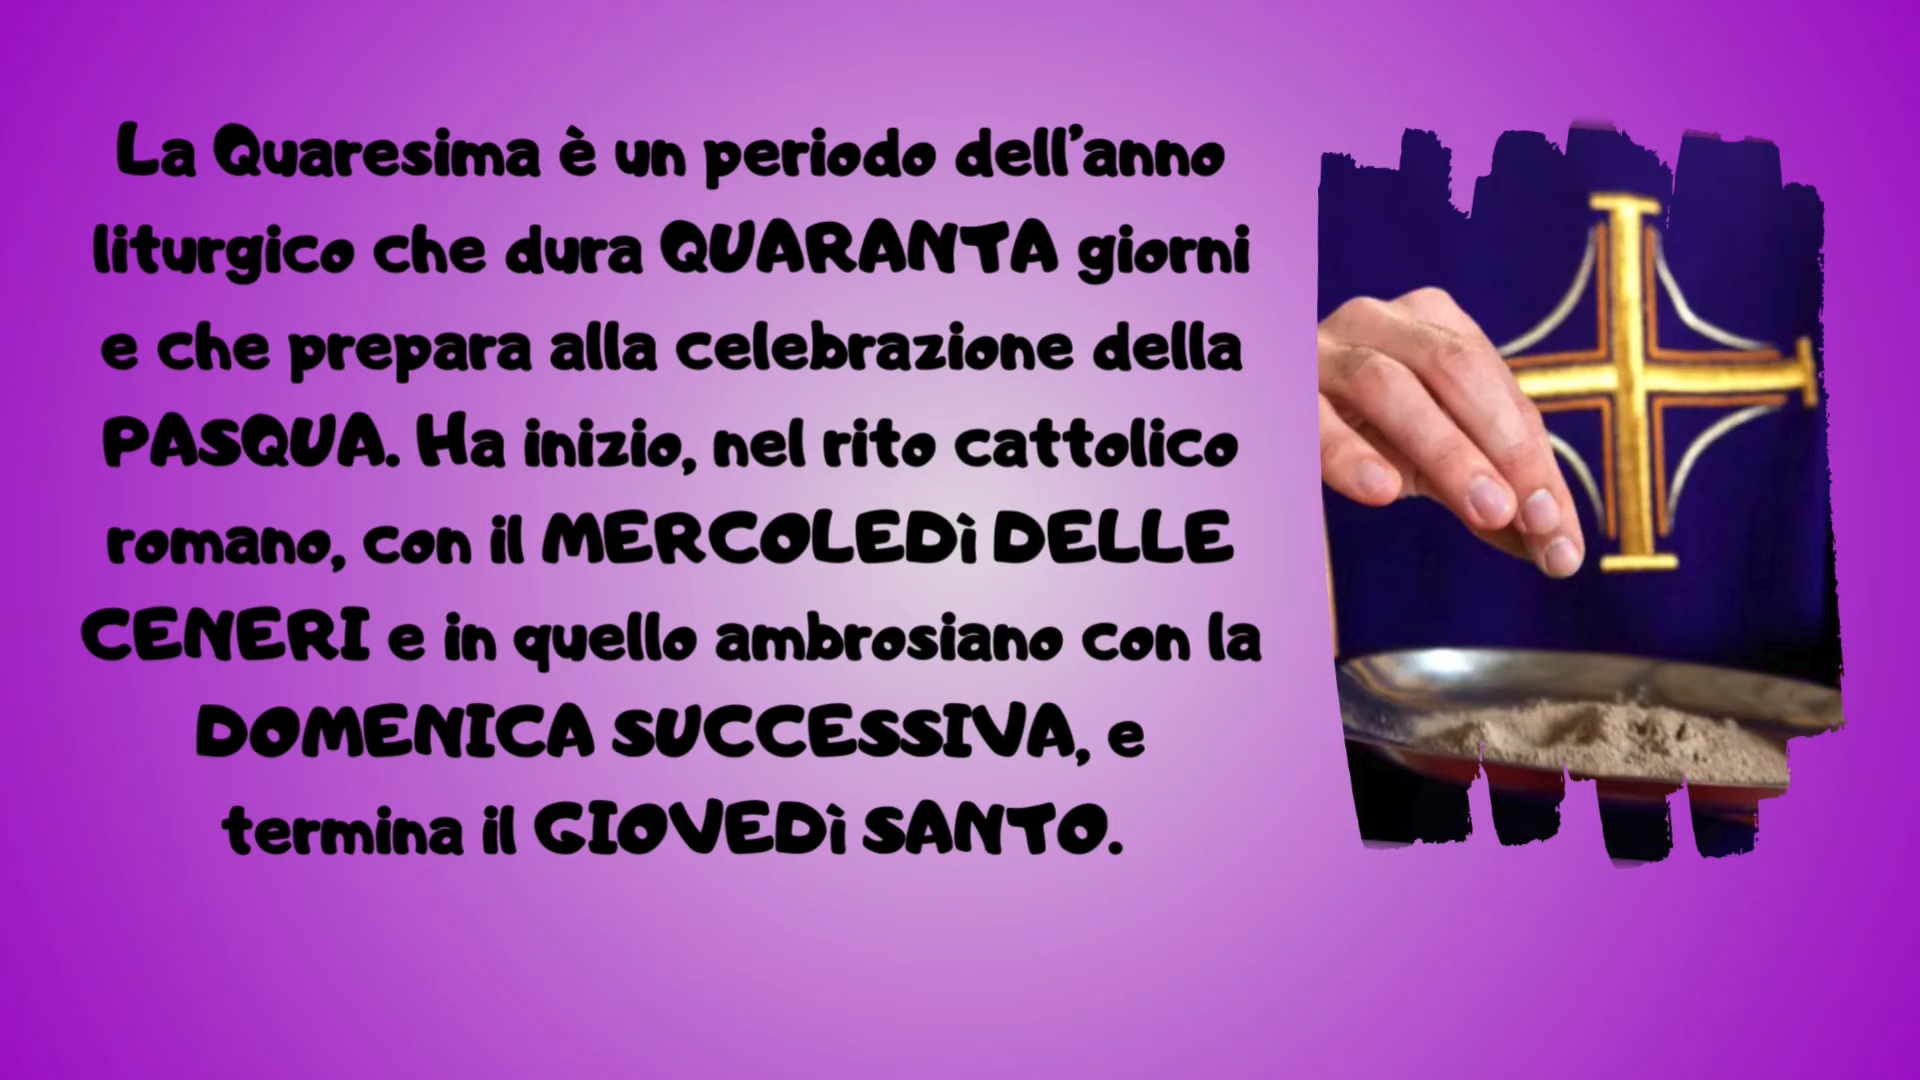 La Quaresima è un periodo dell’anno
liturgico che dura QUARANTA giorni
e che prepara alla celebrazione della
PASQUA. Ha inizio, nel rito cattolico
romano, con il MERCOLEDì DELLE
CENERI e in quello ambrosiano con la
DOMENICA SUCCESSIVA, e
termina il GIOVEDì SANTO.